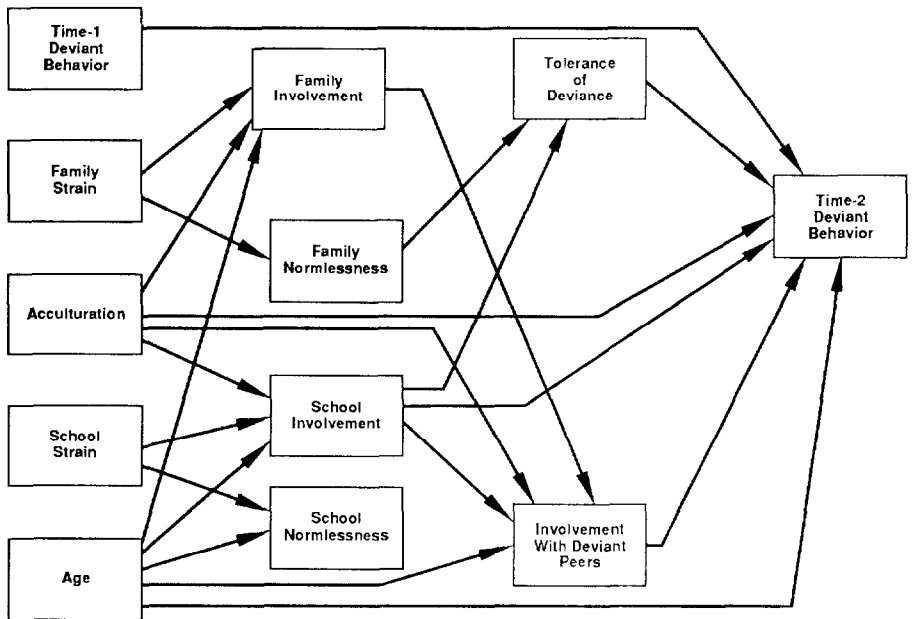 Time-1
Deviant
Behavior
Family
Involvement
Tolerance
of
Deviance
Family
Strain
Time-2
Deviant
Behavior
Family
Normlessness
Acculturation
School
Involvement
School
Strain
School
Normlessness
Involvement
With Deviant
Peers
Age